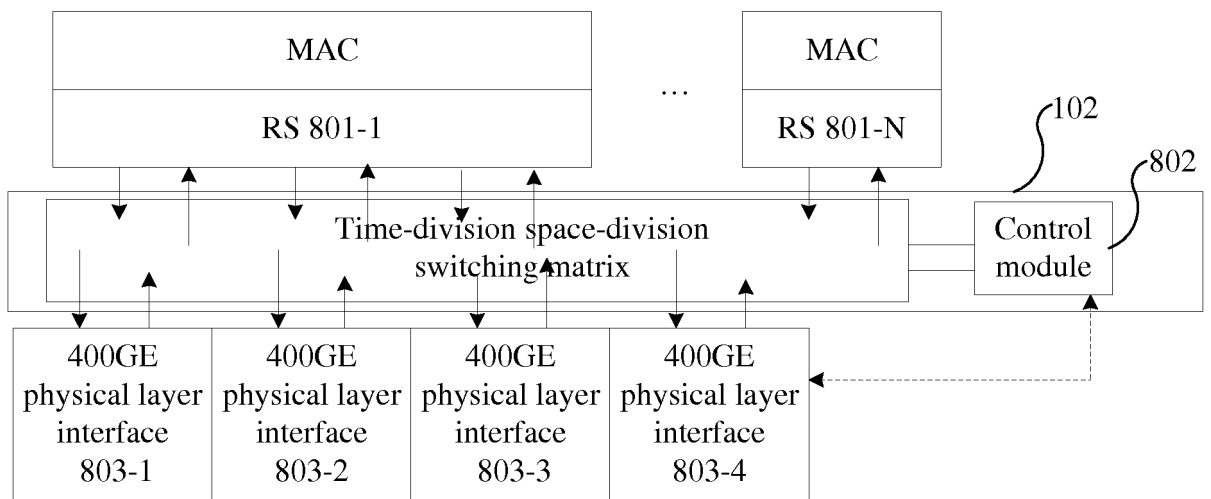 MAC
MAC
...
RS 801-1
RS 801-N
102
802
Time-division space-division
switching matrix
Control
module
400GE
physical layer
interface
803-1
400GE
physical layer
interface
803-2
400GE
physical layer
interface
803-3
400GE
physical layer
interface
803-4